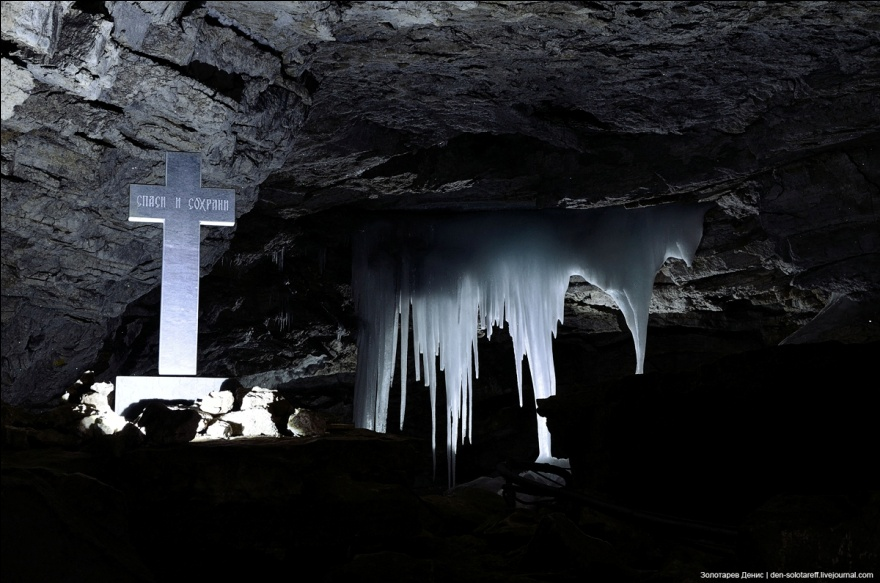 СПАСИ И СОХРАНИ
Золотарев Денис | den-solotareff.livejournal.com